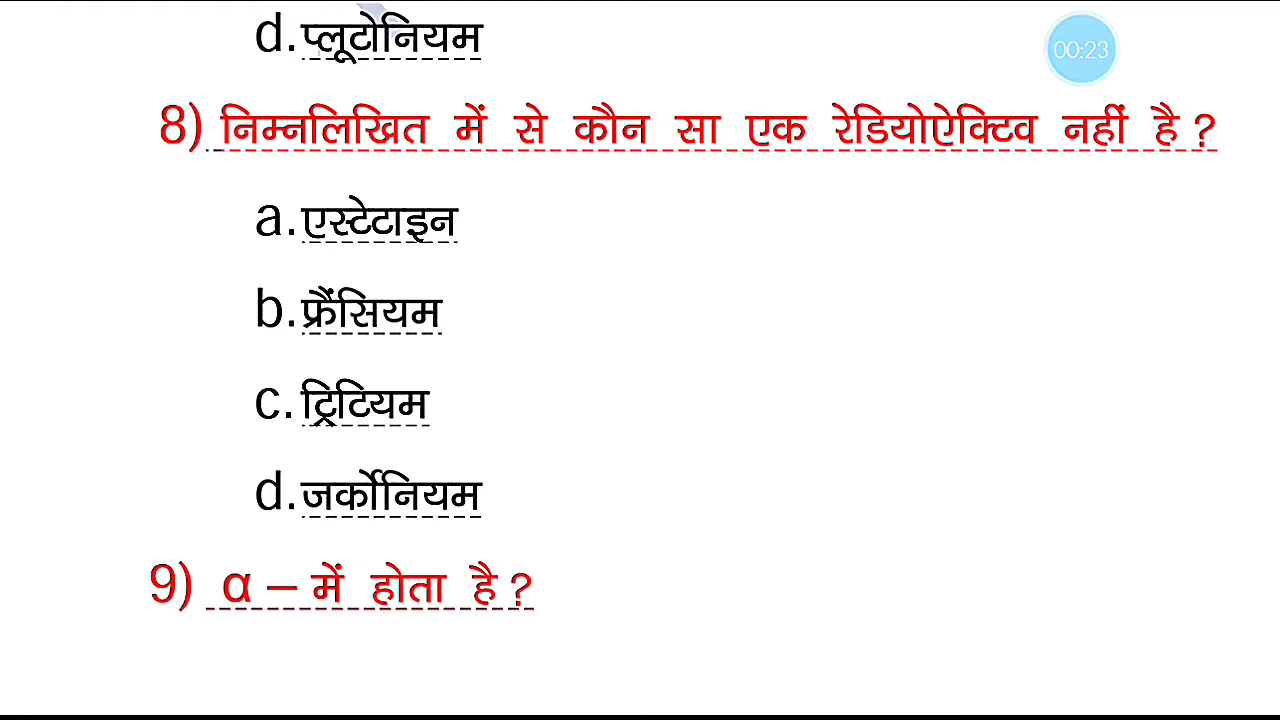 d.प्लूटोनियम
00:23
8) निम्नलिखित में से कौन सा एक रेडियोऐक्टिव नहीं है ?
a.एस्टेटाइन
b.फ्रैंसियम
c.ट्रिटियम
d.जर्कोनियम
9) α – में होता है ?